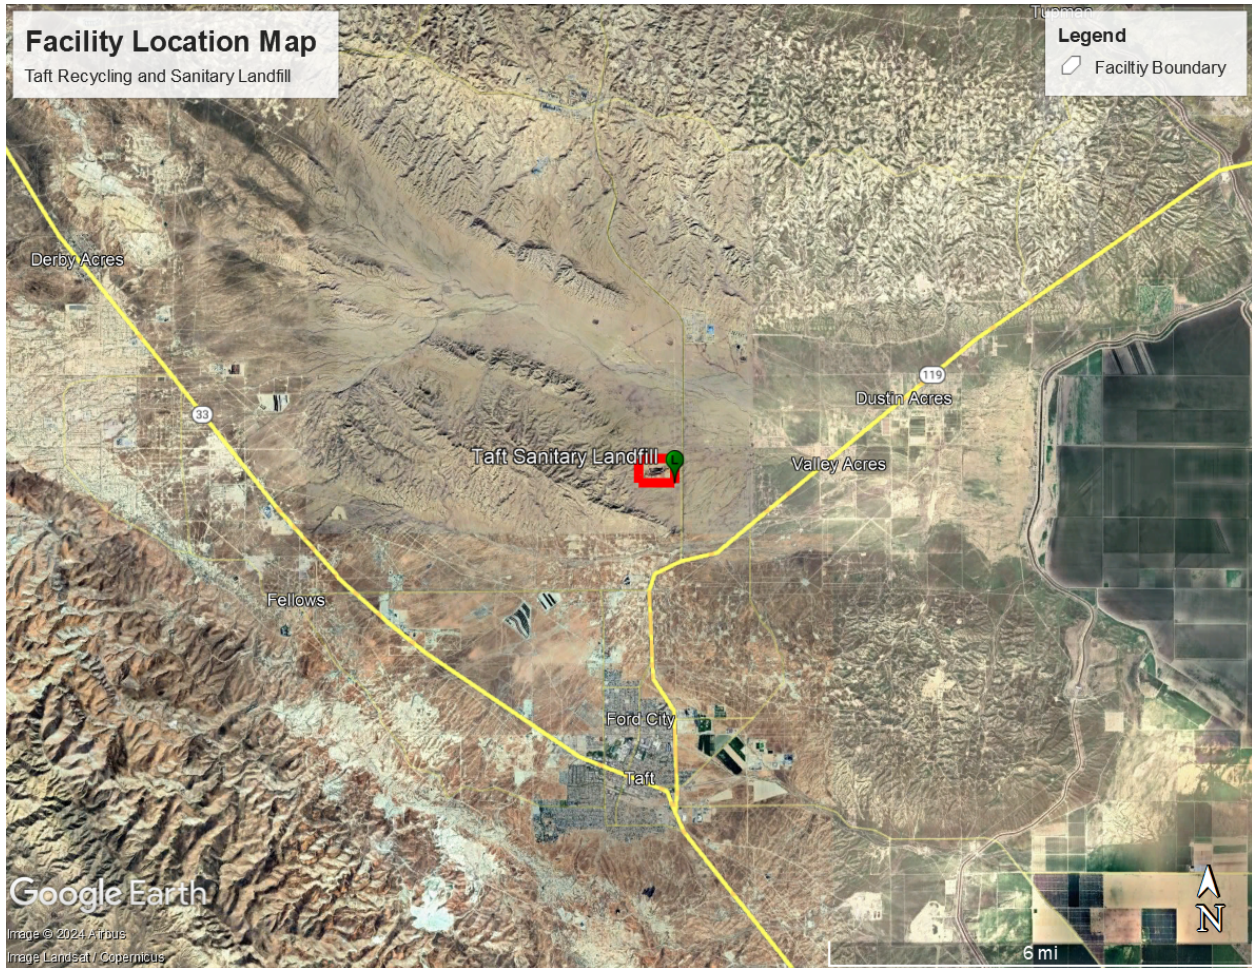 Facility Location Map
Taft Recycling and Sanitary Landfill
Tupman
Legend
Faciltiy Boundary
Derby Acres
119
Dustin Acres
33
Taft Sanitary Landfill
L
Valley Acres
Fellows
Ford City
Taft
Google Earth
Image © 2024 Airbus
Image Landsat / Copernicus
N
6 mi